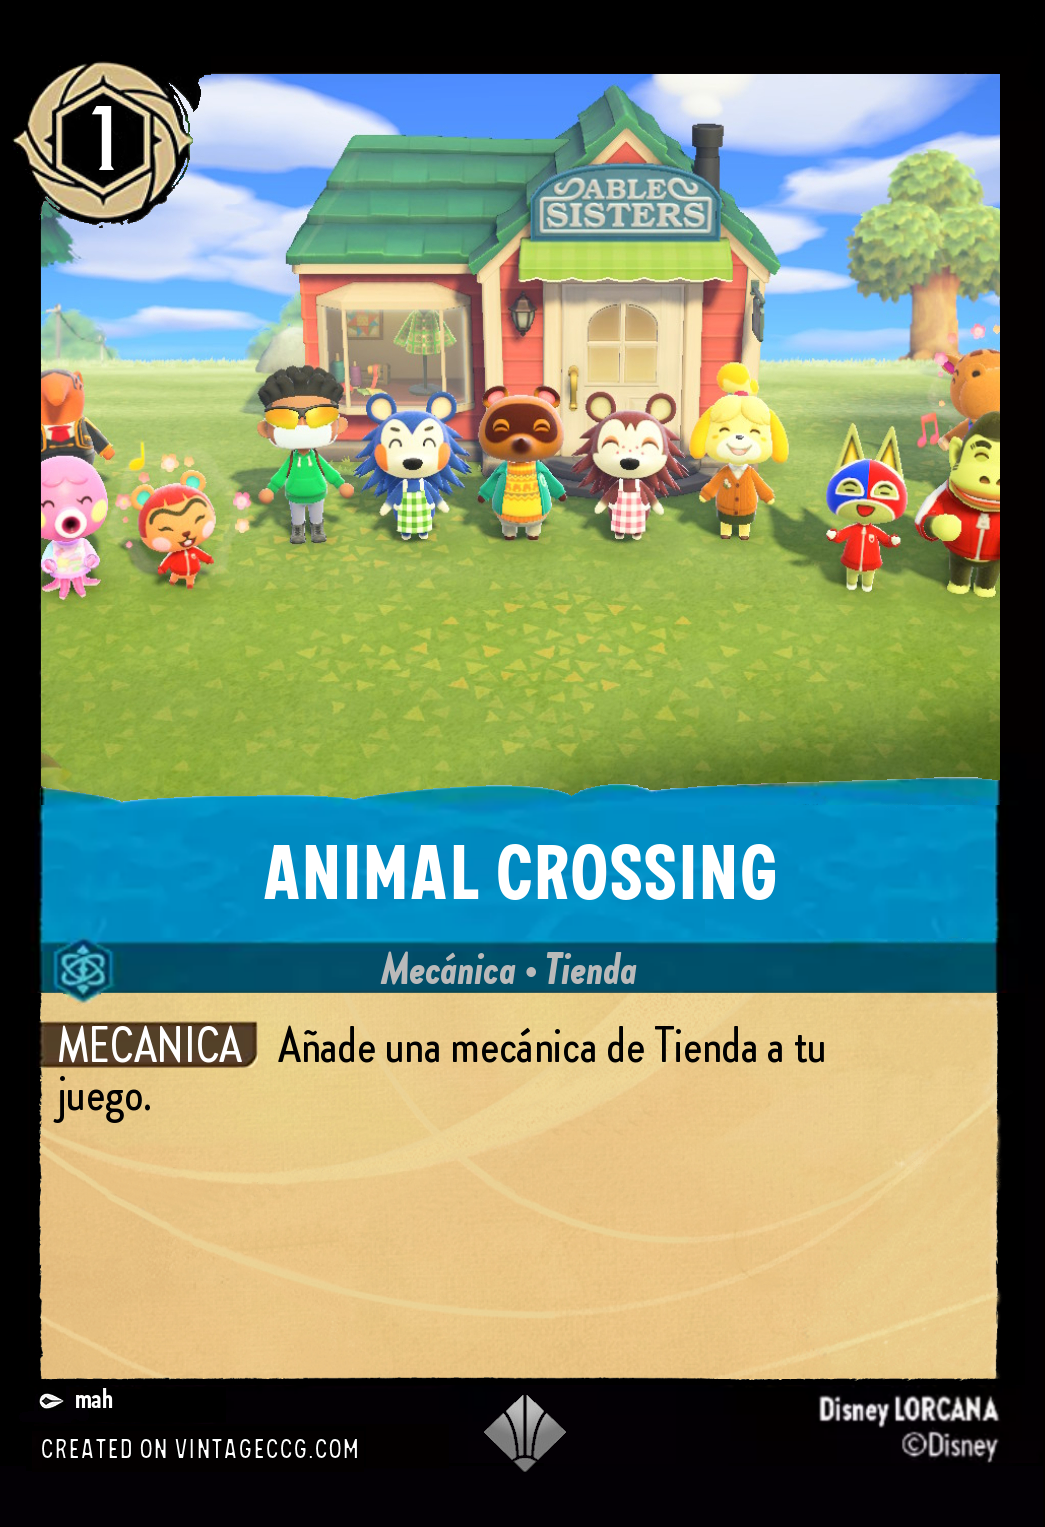 1
ABLE
SISTERS
ANIMAL CROSSING
Mecánica • Tienda
MECANICA Añade una mecánica de Tienda a tu
juego.
mah
Disney LORCANA
CREATED ON VINTAGECCG.COM
©Disney